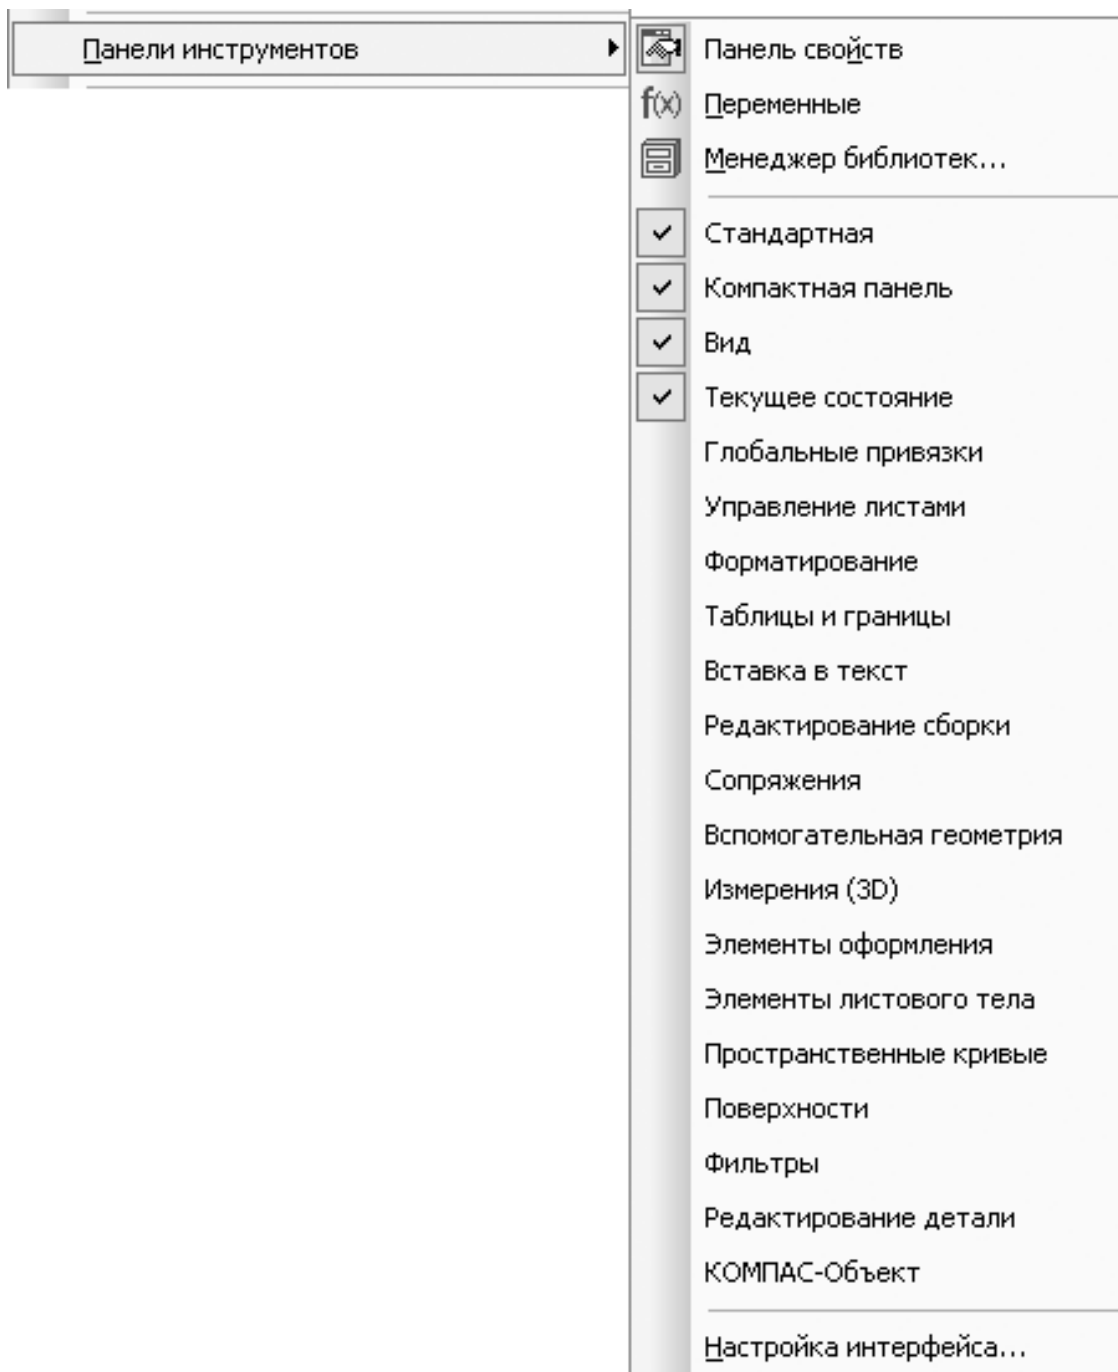 Панели инструментов
Панель свойств
f(x) Переменные
Менеджер библиотек...
Стандартная
Компактная панель
Вид
Текущее состояние
Глобальные привязки
Управление листами
Форматирование
Таблицы и границы
Вставка в текст
Редактирование сборки
Сопряжения
Вспомогательная геометрия
Измерения (3D)
Элементы оформления
Элементы листового тела
Пространственные кривые
Поверхности
Фильтры
Редактирование детали
КОМПАС-Объект
Настройка интерфейса...